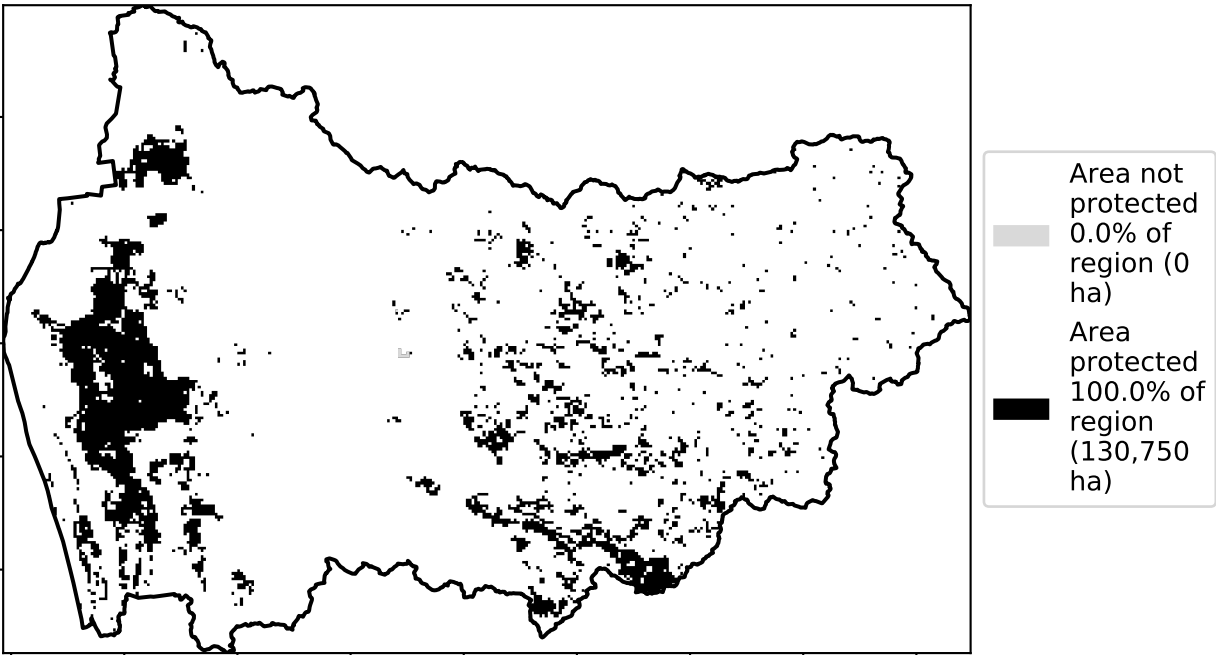 Area not
protected
0.0% of
region (0
ha)
Area
protected
100.0% of
region
(130,750
ha)